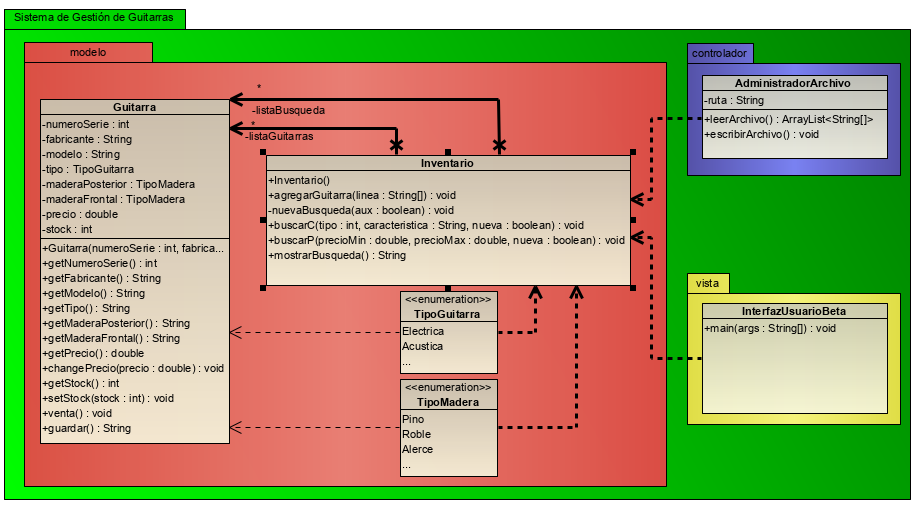 Sistema de Gestión de Guitarras
modelo
Guitarra
-numeroSerie : int
-fabricante : String
-modelo : String
-tipo : TipoGuitarra
-maderaPosterior : TipoMadera
-maderaFrontal : TipoMadera
-precio : double
-stock : int
+Guitarra(numeroSerie : int, fabrica...
+getNumeroSerie() : int
+getFabricante() : String
+getModelo() : String
+getTipo() : String
+getMaderaPosterior() : String
+getMaderaFrontal() : String
+getPrecio() : double
+changePrecio(precio : double) : void
+getStock() : int
+setStock(stock : int) : void
+venta() : void
+guardar() : String
*
-listaBusqueda
*
-listaGuitarras
Inventario
+Inventario()
+agregarGuitarra(linea : String[]) : void
-nuevaBusqueda(aux : boolean) : void
+buscarC(tipo : int, caracteristica : String, nueva : boolean) : void
+buscarP(precioMin : double, precioMax : double, nueva : boolean) : void
+mostrarBusqueda() : String
<<enumeration>>
TipoGuitarra
Electrica
Acustica
...
<<enumeration>>
TipoMadera
Pino
Roble
Alerce
...
controlador
AdministradorArchivo
-ruta : String
+leerArchivo() : ArrayList<String[]>
+escribirArchivo() : void
vista
InterfazUsuarioBeta
+main(args : String[]) : void